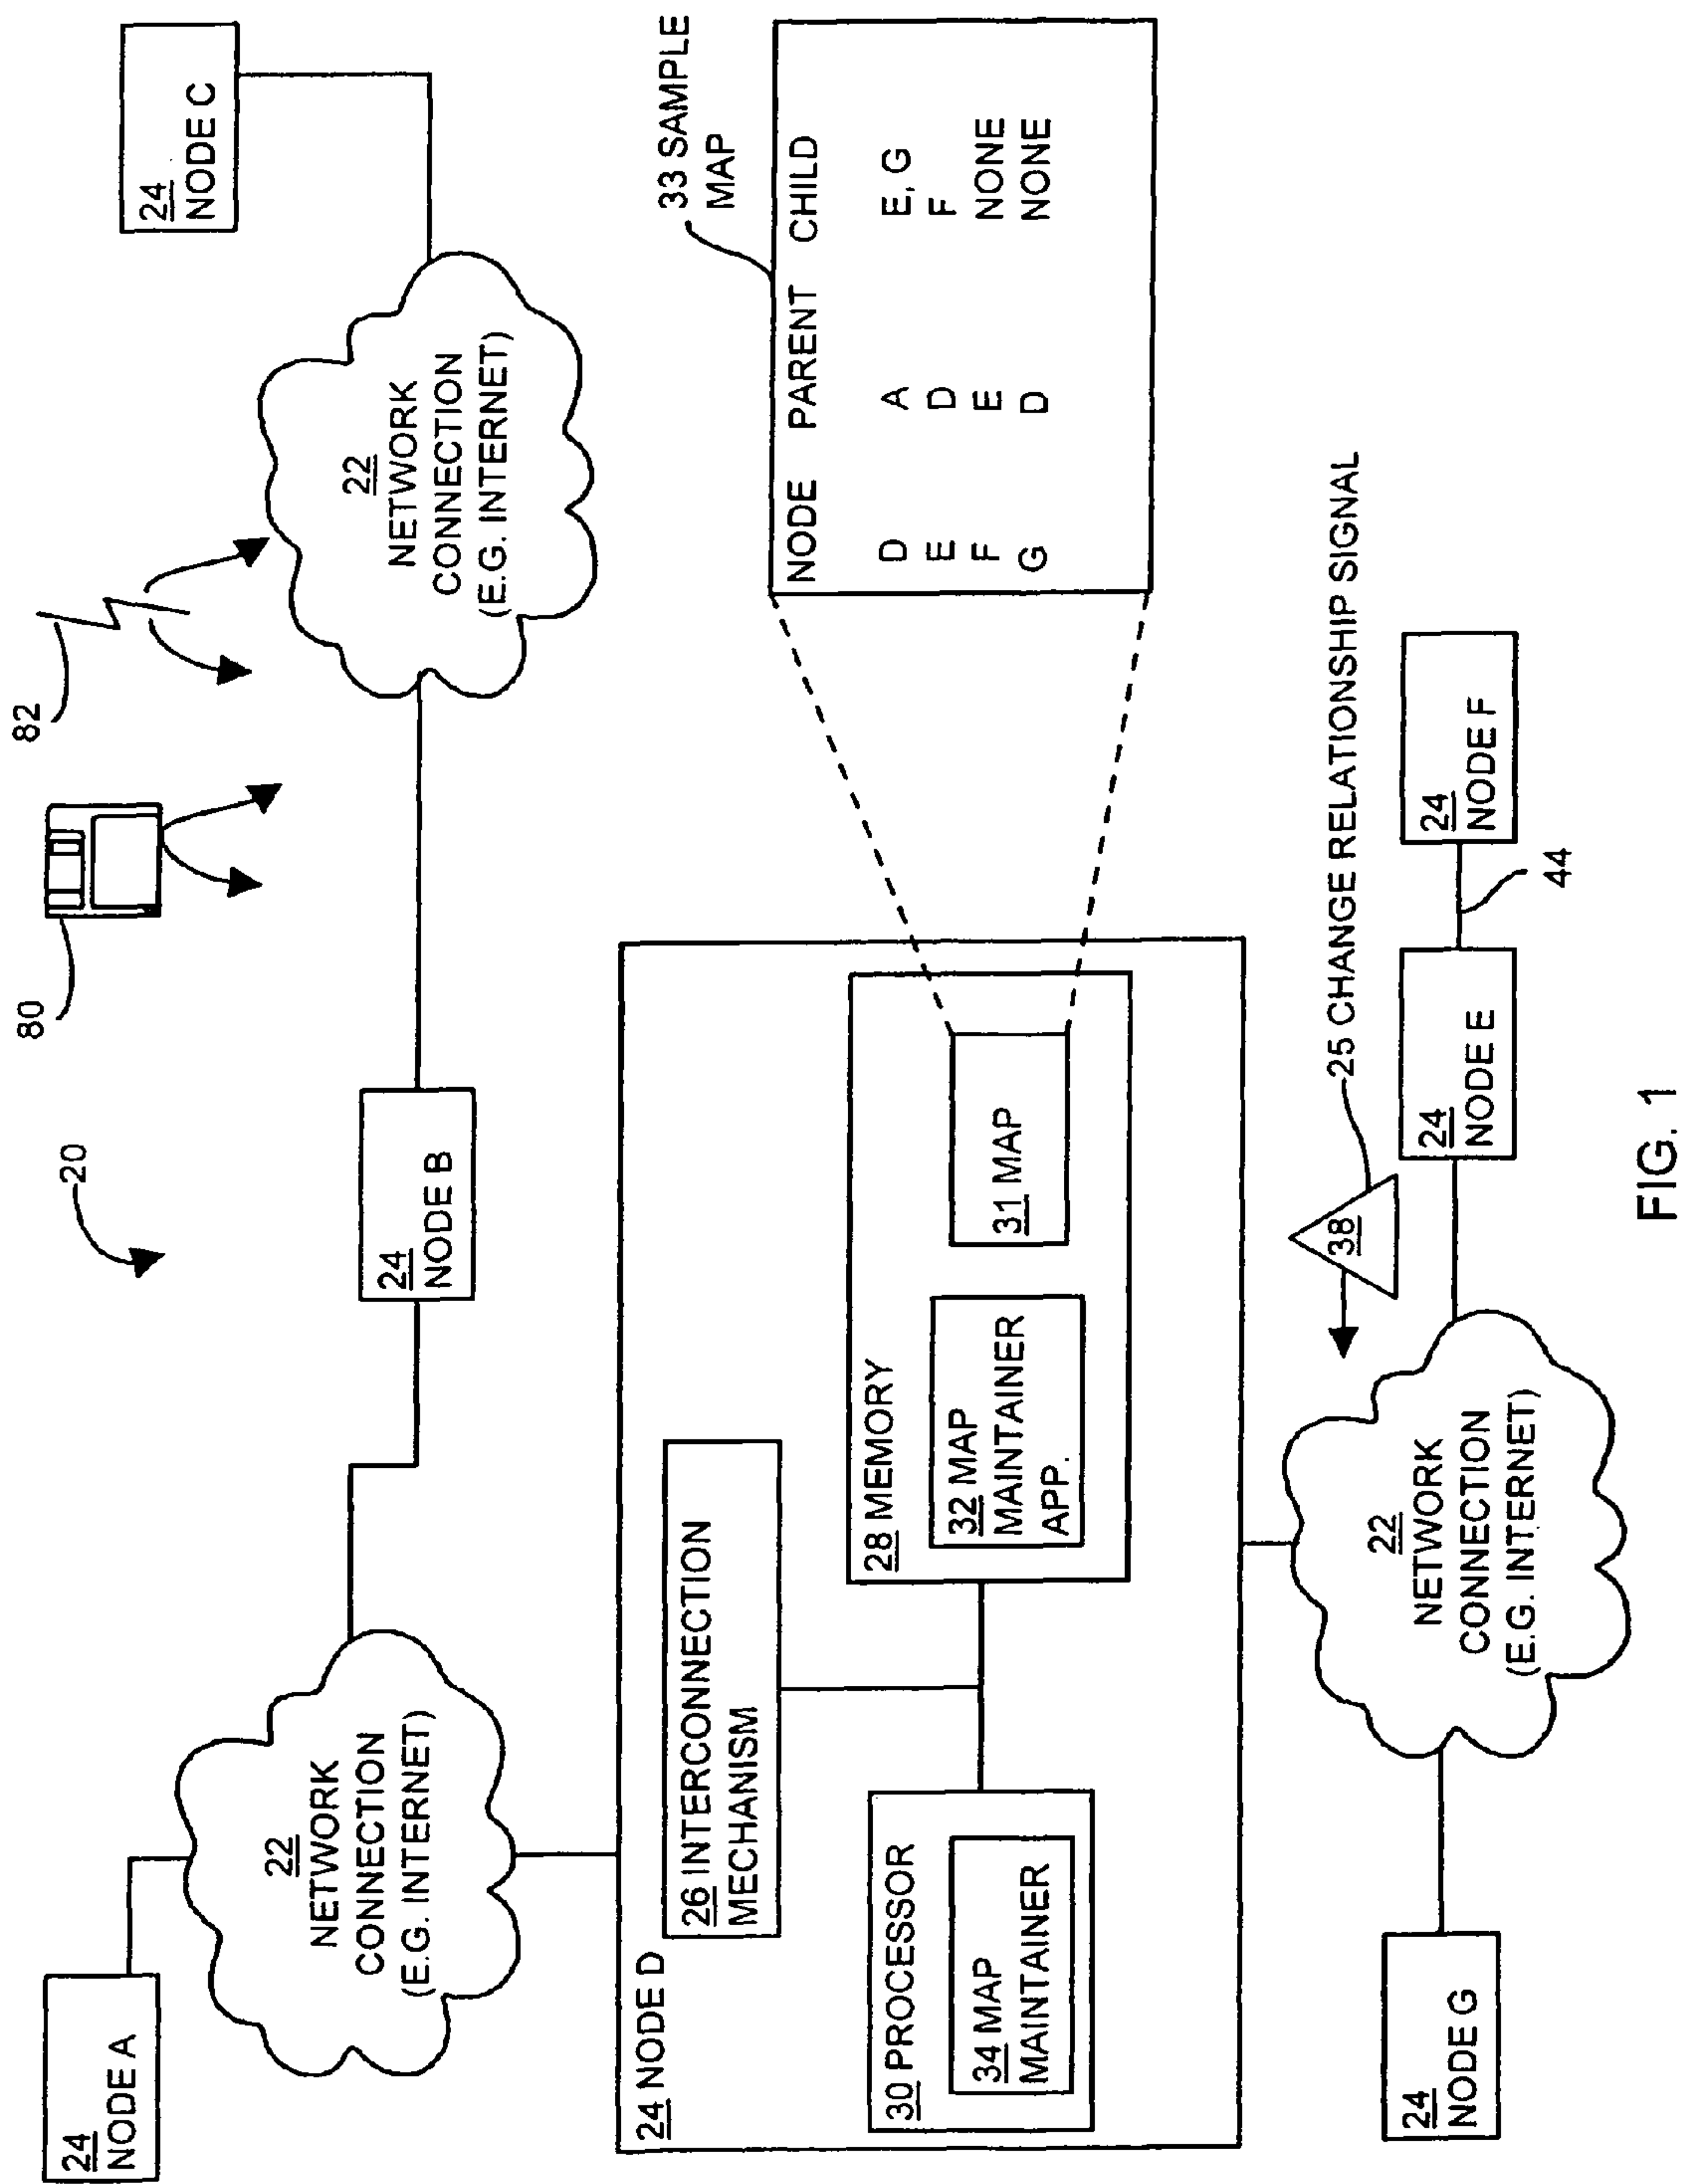 80
82
20
24
NODE A
24
NODE B
24
NODE C
22
NETWORK
CONNECTION
(E.G. INTERNET)
22
NETWORK
CONNECTION
(E.G. INTERNET)
24 NODE D
26 INTERCONNECTION
MECHANISM
30 PROCESSOR
34 MAP
MAINTAINER
28 MEMORY
32 MAP
MAINTAINER
APP.
31 MAP
33 SAMPLE
MAP
NODE PARENT CHILD
D A E, G
E D F
F E NONE
G D NONE
38
25 CHANGE RELATIONSHIP SIGNAL
24
NODE G
22
NETWORK
CONNECTION
(E.G. INTERNET)
24
NODE E
44
24
NODE F
FIG. 1